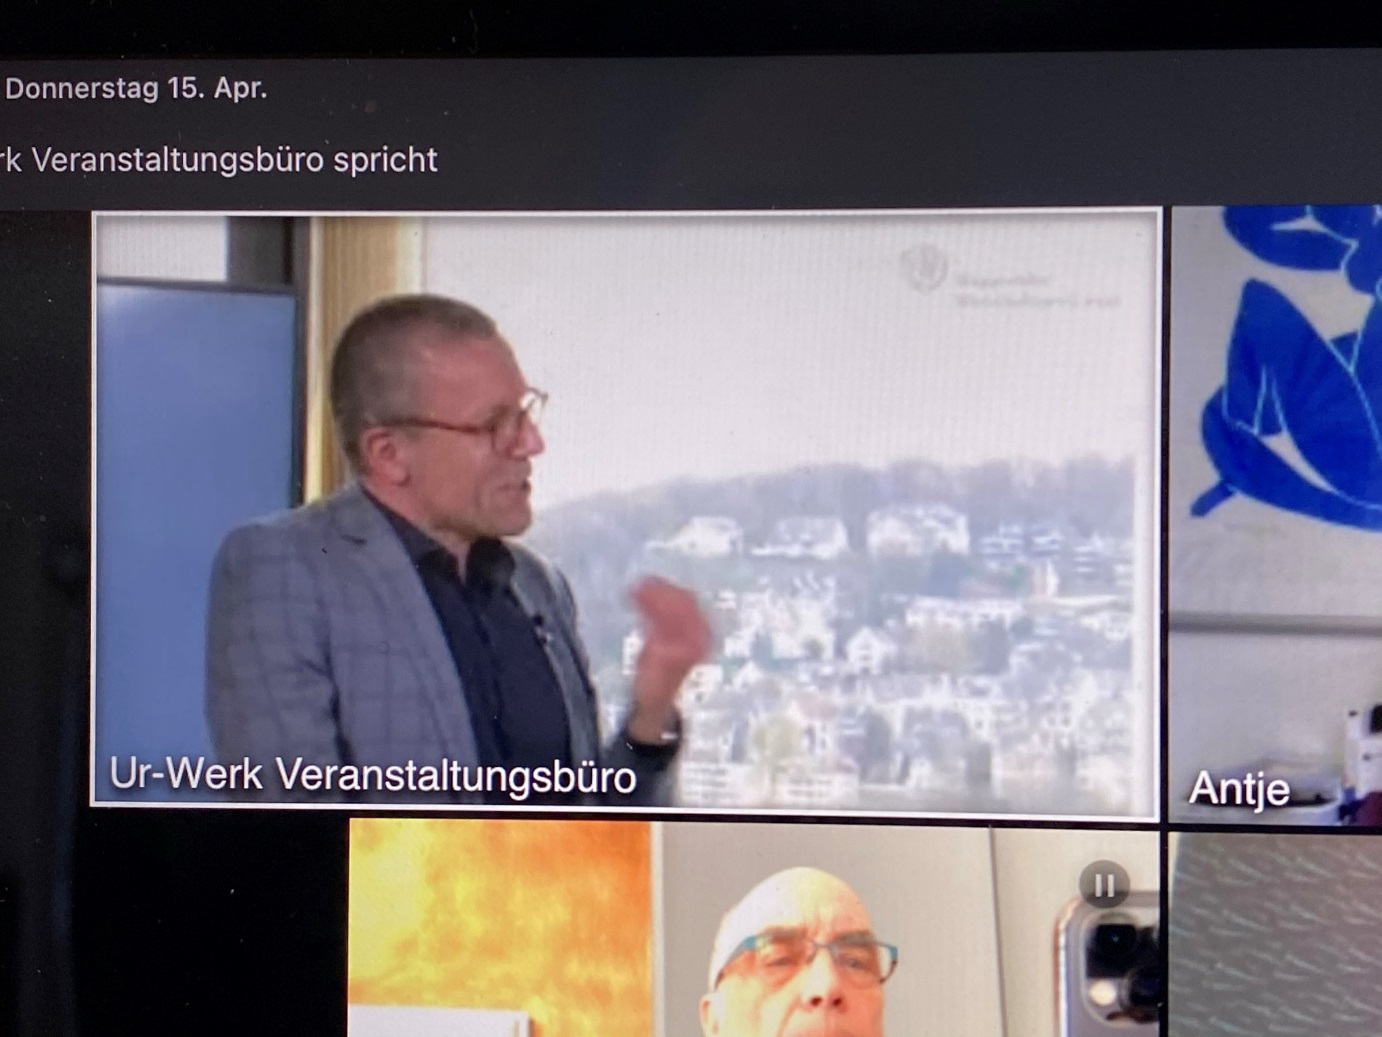 Donnerstag 15. Apr.
rk Veranstaltungsbüro spricht
Ur-Werk Veranstaltungsbüro
Antje